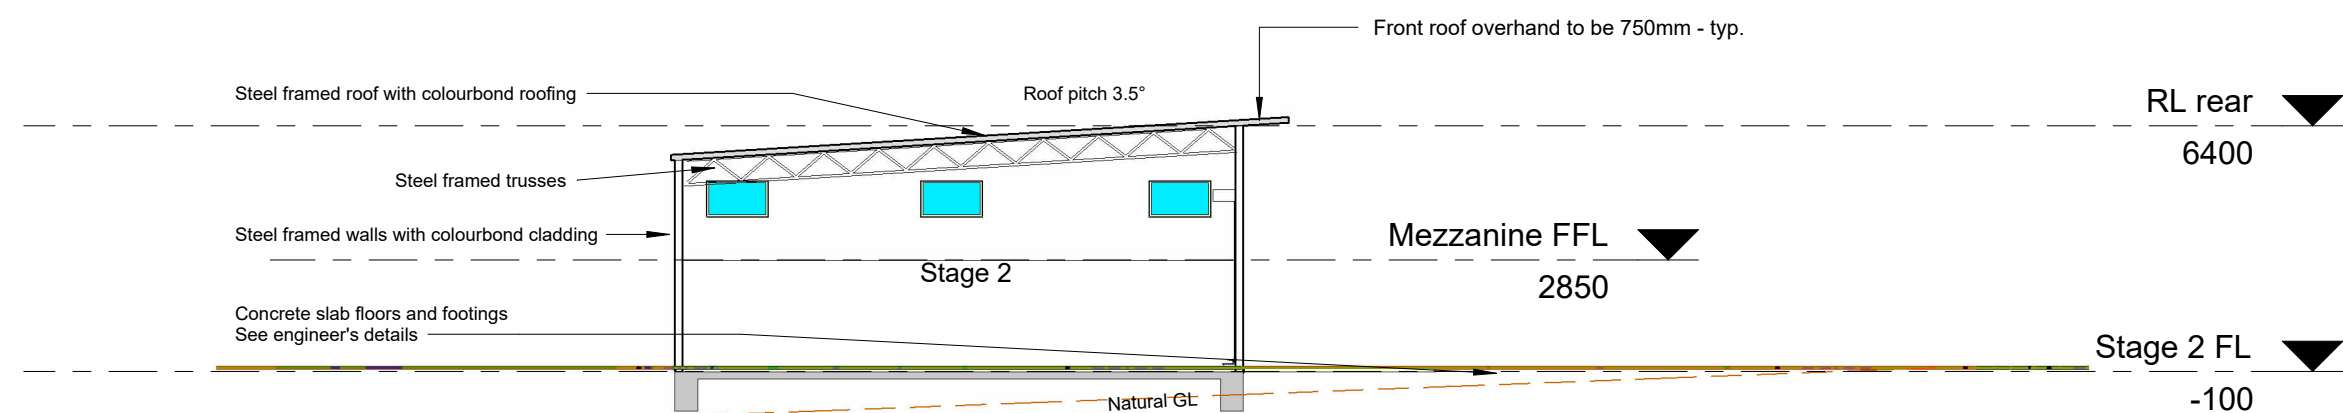 Front roof overhand to be 750mm - typ.
Steel framed roof with colourbond roofing
Roof pitch 3.5°
RL rear
6400
Steel framed trusses
Steel framed walls with colourbond cladding
Mezzanine FFL
2850
Stage 2
Concrete slab floors and footings
See engineer's details
Stage 2 FL
-100
Natural GL